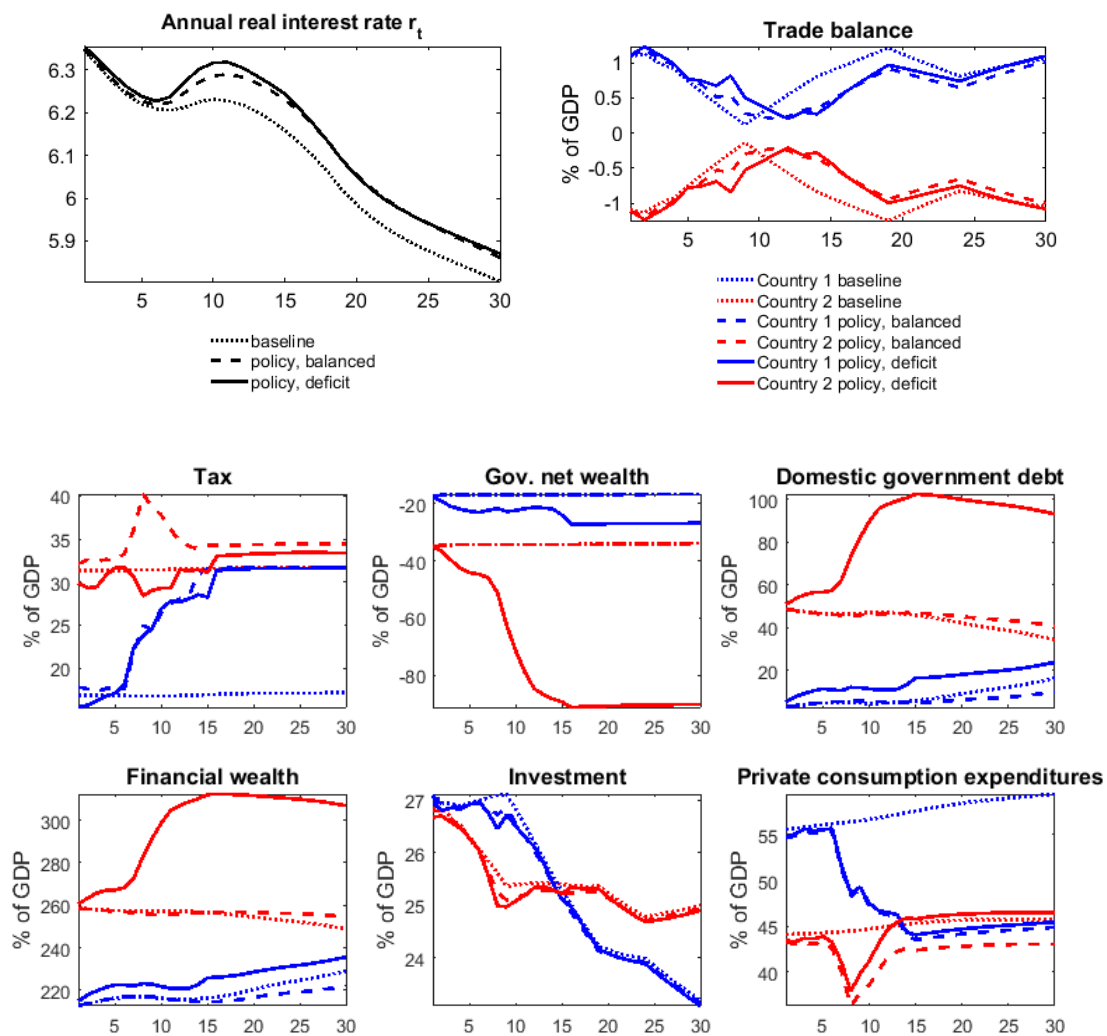 Annual real interest rate r_t
6.3
6.2
6.1
6
5.9
5 10 15 20 25 30
baseline
policy, balanced
policy, deficit
Trade balance
% of GDP
1
0.5
0
-0.5
-1
5 10 15 20 25 30
Country 1 baseline
Country 2 baseline
Country 1 policy, balanced
Country 2 policy, balanced
Country 1 policy, deficit
Country 2 policy, deficit
Tax
% of GDP
40
35
30
25
20
5 10 15 20 25 30
Gov. net wealth
% of GDP
-20
-40
-60
-80
5 10 15 20 25 30
Domestic government debt
% of GDP
100
80
60
40
20
5 10 15 20 25 30
Financial wealth
% of GDP
300
280
260
240
220
5 10 15 20 25 30
Investment
% of GDP
27
26
25
24
5 10 15 20 25 30
Private consumption expenditures
% of GDP
55
50
45
40
5 10 15 20 25 30